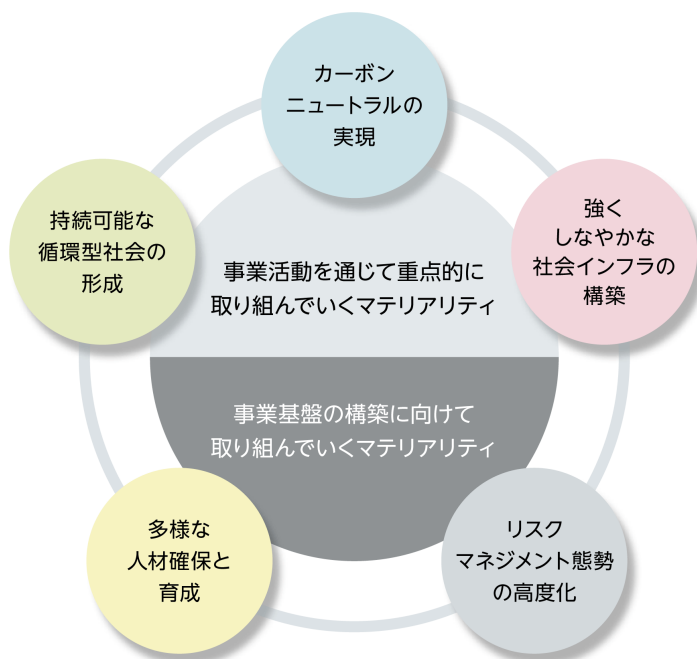 カーボン
ニュートラルの
実現
持続可能な
循環型社会の
形成
強く
しなやかな
社会インフラの
構築
事業活動を通じて重点的に
取り組んでいくマテリアリティ
事業基盤の構築に向けて
取り組んでいくマテリアリティ
多様な
人材確保と
育成
リスク
マネジメント態勢
の高度化